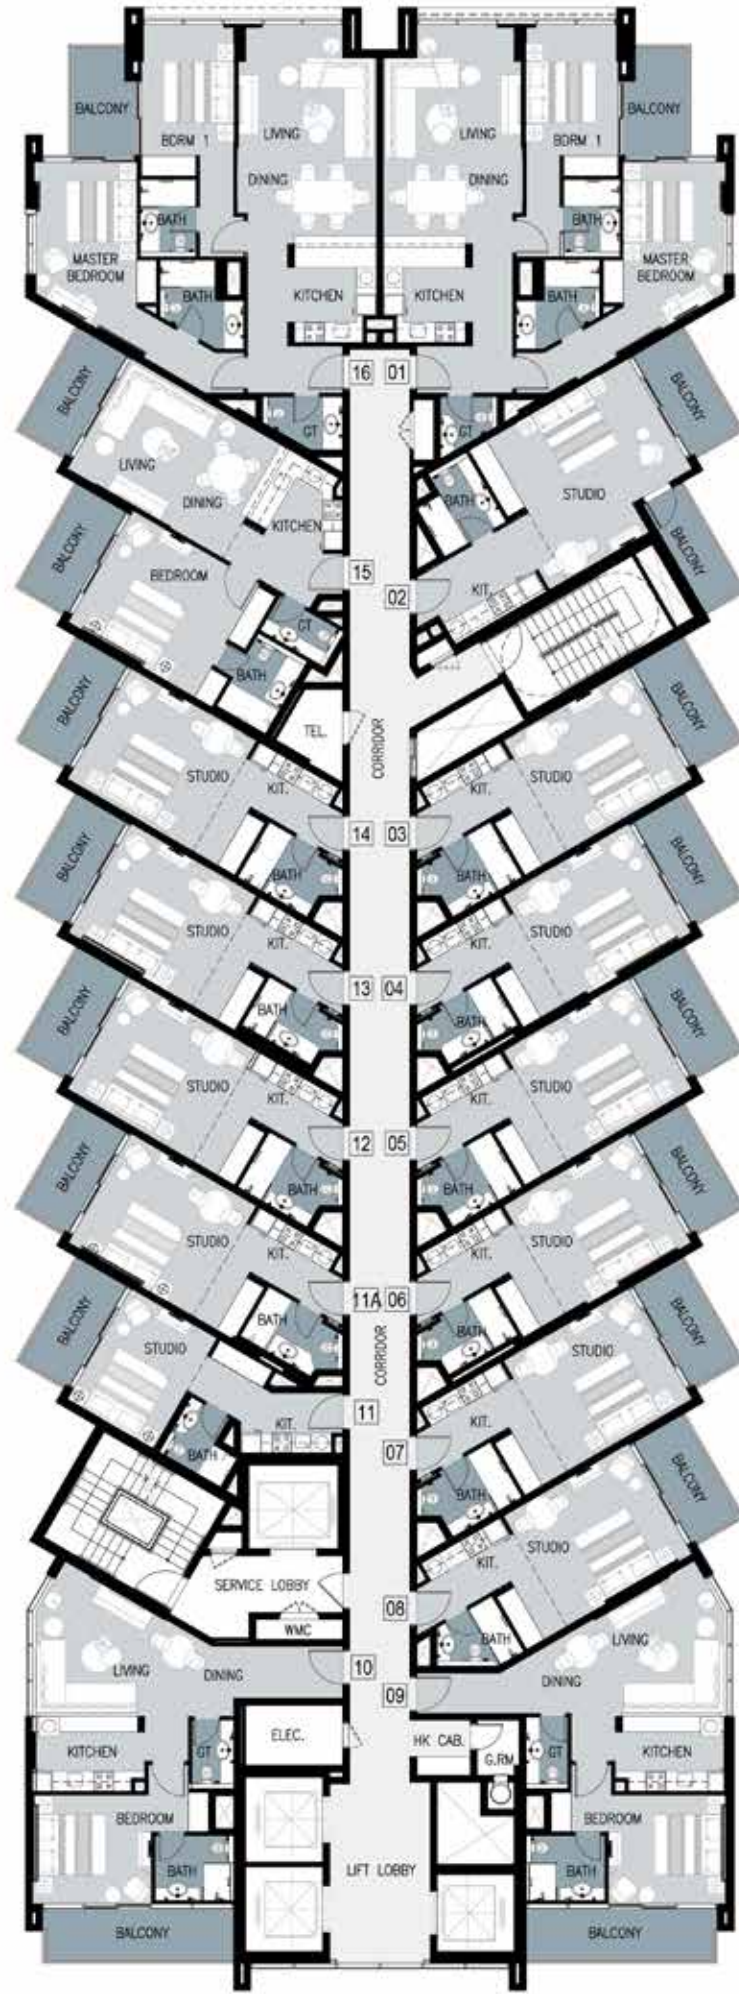 BALCONY
BDRM 1
LIVING
DINING
LIVING
DINING
BDRM 1
BALCONY
BATH
BATH
MASTER
BEDROOM
MASTER
BEDROOM
BATH
KITCHEN
KITCHEN
BATH
16
01
BALCONY
GT
GT
BALCONY
LIVING
DINING
KITCHEN
BATH
STUDIO
BALCONY
BEDROOM
15
02
KIT.
BALCONY
GT
BATH
TEL.
CORRIDOR
BALCONY
STUDIO
KIT.
KIT.
STUDIO
BALCONY
14
03
BATH
BATH
BALCONY
STUDIO
KIT.
KIT.
STUDIO
BALCONY
13
04
BATH
BATH
BALCONY
STUDIO
KIT.
KIT.
STUDIO
BALCONY
12
05
BATH
BATH
BALCONY
STUDIO
KIT.
KIT.
STUDIO
BALCONY
11A
06
BATH
BATH
BALCONY
STUDIO
CORRIDOR
STUDIO
BALCONY
11
KIT.
KIT.
BATH
07
BATH
BALCONY
KIT.
STUDIO
SERVICE LOBBY
08
WMC
BATH
LIVING
LIVING
DINING
10
DINING
09
KITCHEN
GT
ELEC.
HK CAB.
G.RM
GT
KITCHEN
BEDROOM
BEDROOM
BATH
LIFT LOBBY
BATH
BALCONY
BALCONY